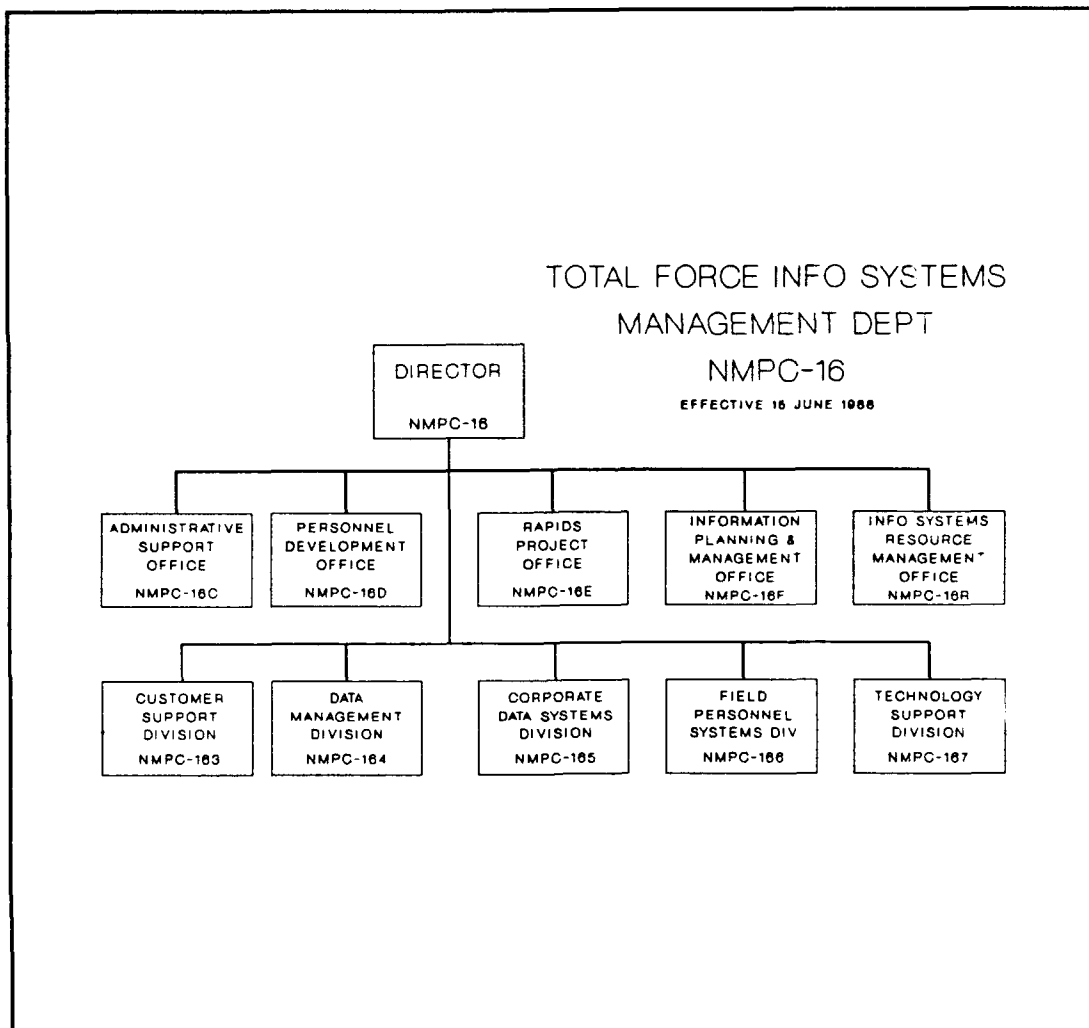 TOTAL FORCE INFO SYSTEMS
MANAGEMENT DEPT
NMPC-16
EFFECTIVE JUNE 1988
DIRECTOR
NMPC-16
ADMINISTRATIVE
SUPPORT
OFFICE
NMPC-16C
PERSONNEL
DEVELOPMENT
OFFICE
NMPC-16D
RAPIDS
PROJECT
OFFICE
NMPC-16E
INFORMATION
PLANNING &
MANAGEMENT
OFFICE
NMPC-16F
INFO SYSTEMS
RESOURCE
MANAGEMENT
OFFICE
NMPC-16R
CUSTOMER
SUPPORT
DIVISION
NMPC-163
DATA
MANAGEMENT
DIVISION
NMPC-164
CORPORATE
DATA SYSTEMS
DIVISION
NMPC-165
FIELD
PERSONNEL
SYSTEMS DIV
NMPC-166
TECHNOLOGY
SUPPORT
DIVISION
NMPC-167